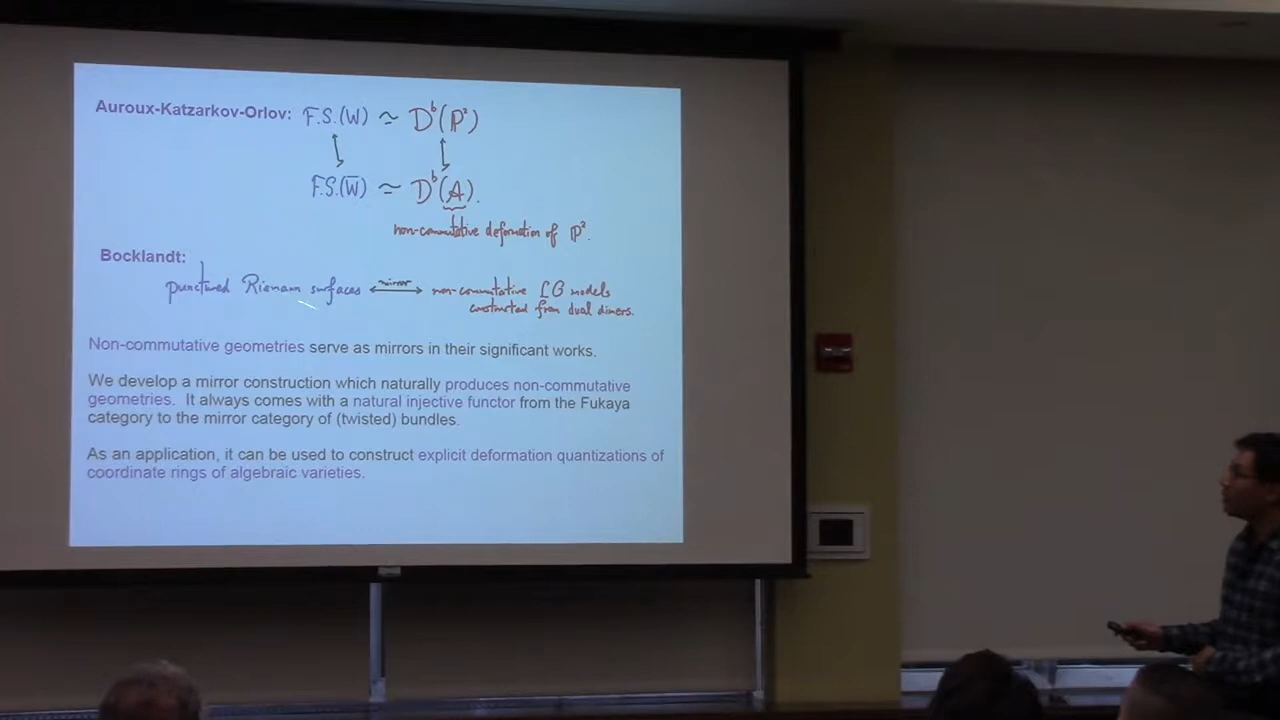 Auroux-Katzarkov-Orlov: F.S.(W) ≃ Dᵇ(ℙ²)
↕ ↕
F.S.(W̅) ≃ Dᵇ(A).
non-commutative deformation of ℙ².
Bocklandt:
punctured Riemann surfaces ⟷ mirror non-commutative LG models
constructed from dual dimers.
Non-commutative geometries serve as mirrors in their significant works.
We develop a mirror construction which naturally produces non-commutative
geometries. It always comes with a natural injective functor from the Fukaya
category to the mirror category of (twisted) bundles.
As an application, it can be used to construct explicit deformation quantizations of
coordinate rings of algebraic varieties.